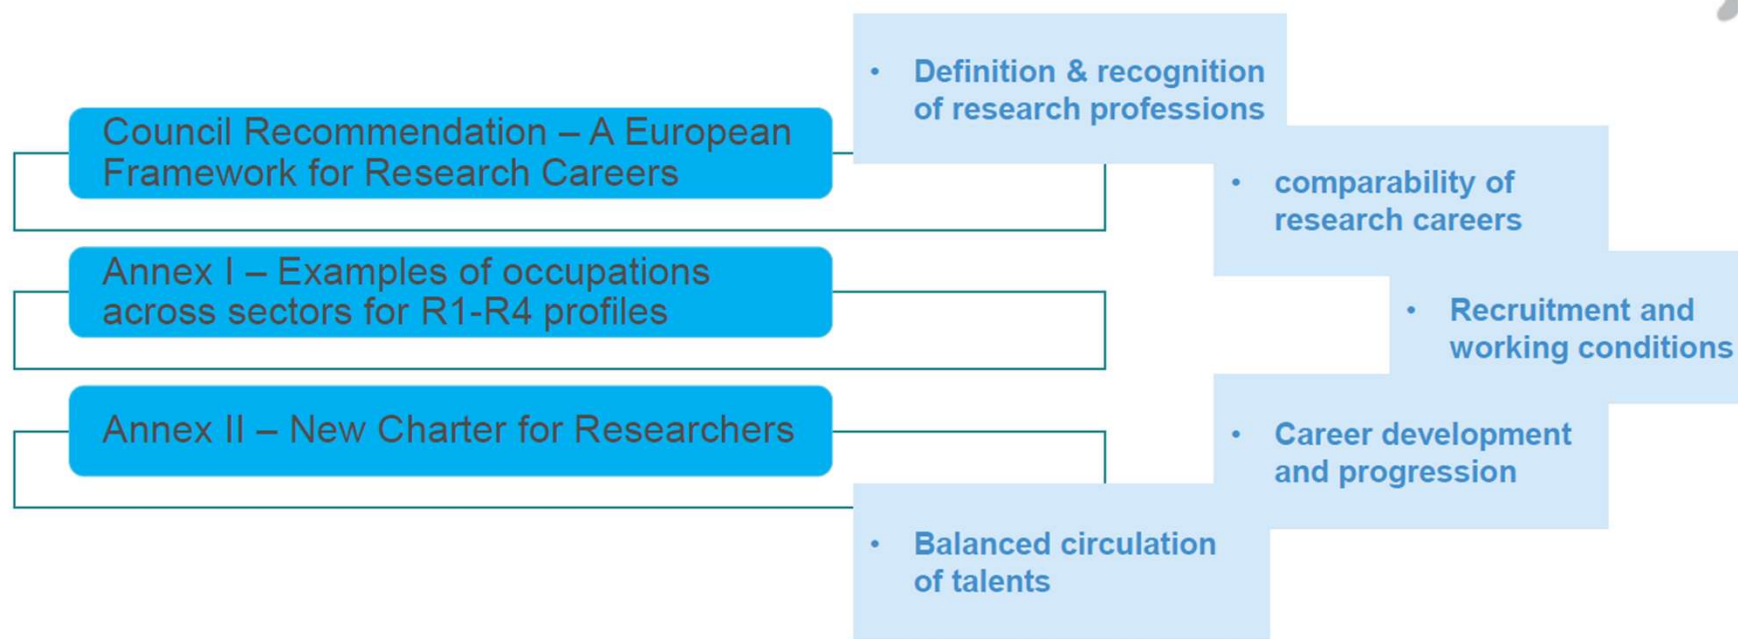 Council Recommendation – A European
Framework for Research Careers
Annex I – Examples of occupations
across sectors for R1-R4 profiles
Annex II – New Charter for Researchers
• Definition & recognition
of research professions
• comparability of
research careers
• Recruitment and
working conditions
• Career development
and progression
• Balanced circulation
of talents